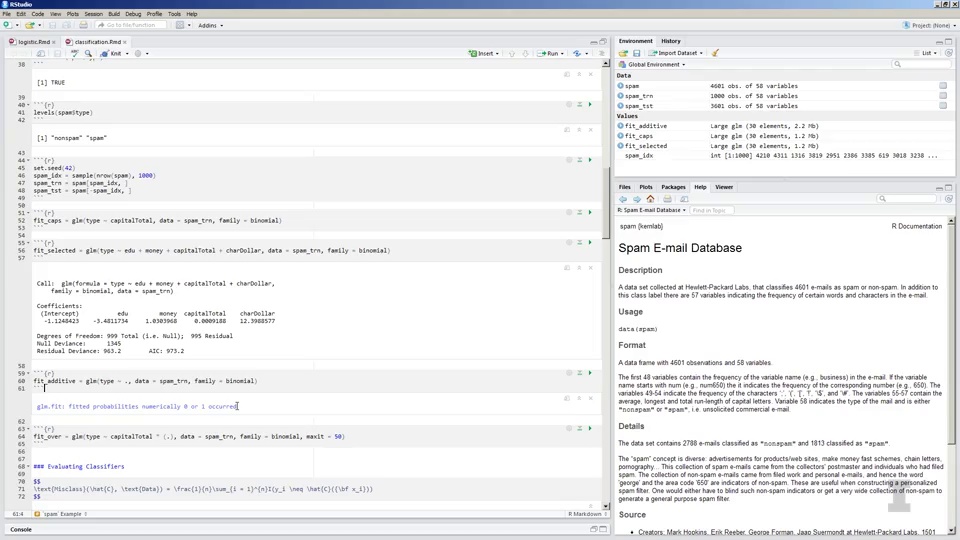 RStudio
File Edit Code View Plots Session Build Debug Profile Tools Help
Go to file/function Addins
Project: (None)
logistic.Rmd classification.Rmd
Knit Insert Run
38 ```
[1] TRUE
39
40 ```{r}
41 levels(spam$type)
42 ```
[1] "nonspam" "spam"
43
44 ```{r}
45 set.seed(42)
46 spam_idx = sample(nrow(spam), 1000)
47 spam_trn = spam[spam_idx, ]
48 spam_tst = spam[-spam_idx, ]
49 ```
50
51 ```{r}
52 fit_caps = glm(type ~ capitalTotal, data = spam_trn, family = binomial)
53 ```
54
55 ```{r}
56 fit_selected = glm(type ~ edu + money + capitalTotal + charDollar, data = spam_trn, family = binomial)
57 ```
Call: glm(formula = type ~ edu + money + capitalTotal + charDollar,
family = binomial, data = spam_trn)
Coefficients:
(Intercept) edu money capitalTotal charDollar
-1.1248423 -3.4811734 1.0303968 0.0009188 12.3988577
Degrees of Freedom: 999 Total (i.e. Null); 995 Residual
Null Deviance: 1345
Residual Deviance: 963.2 AIC: 973.2
58
59 ```{r}
60 fit_additive = glm(type ~ ., data = spam_trn, family = binomial)
61 ```
glm.fit: fitted probabilities numerically 0 or 1 occurred
62
63 ```{r}
64 fit_over = glm(type ~ capitalTotal ^ (.), data = spam_trn, family = binomial, maxit = 50)
65 ```
66
67
68 ### Evaluating Classifiers
69
70 $$
71 \text{Misclass}(\hat{C}, \text{Data}) = \frac{1}{n}\sum_{i = 1}^{n}I(y_i \neq \hat{C}({\bf x_i}))
72 $$
61:4 'spam' Example R Markdown
Console
Environment History
Import Dataset List
Global Environment
Data
spam 4601 obs. of 58 variables
spam_trn 1000 obs. of 58 variables
spam_tst 3601 obs. of 58 variables
Values
fit_additive Large glm (30 elements, 2.2 Mb)
fit_caps Large glm (30 elements, 1.2 Mb)
fit_selected Large glm (30 elements, 1.2 Mb)
spam_idx int [1:1000] 4210 4311 1316 3819 2951 2386 3385 619 3018 3238 ...
Files Plots Packages Help Viewer
R: Spam E-mail Database Find in Topic
spam {kernlab} R Documentation
Spam E-mail Database
Description
A data set collected at Hewlett-Packard Labs, that classifies 4601 e-mails as spam or non-spam. In addition to
this class label there are 57 variables indicating the frequency of certain words and characters in the e-mail.
Usage
data(spam)
Format
A data frame with 4601 observations and 58 variables.
The first 48 variables contain the frequency of the variable name (e.g., business) in the e-mail. If the variable
name starts with num (e.g., num650) the it indicates the frequency of the corresponding number (e.g., 650). The
variables 49-54 indicate the frequency of the characters ';', '(', '[', '!', '\$', and '\#'. The variables 55-57 contain the
average, longest and total run-length of capital letters. Variable 58 indicates the type of the mail and is either
"nonspam" or "spam", i.e. unsolicited commercial e-mail.
Details
The data set contains 2788 e-mails classified as "nonspam" and 1813 classified as "spam".
The "spam" concept is diverse: advertisements for products/web sites, make money fast schemes, chain letters,
pornography... This collection of spam e-mails came from the collectors' postmaster and individuals who had filed
spam. The collection of non-spam e-mails came from filed work and personal e-mails, and hence the word
'george' and the area code '650' are indicators of non-spam. These are useful when constructing a personalized
spam filter. One would either have to blind such non-spam indicators or get a very wide collection of non-spam to
generate a general purpose spam filter.
Source
Creators: Mark Hopkins, Erik Reeber, George Forman, Jaap Suermondt at Hewlett-Packard Labs, 1501